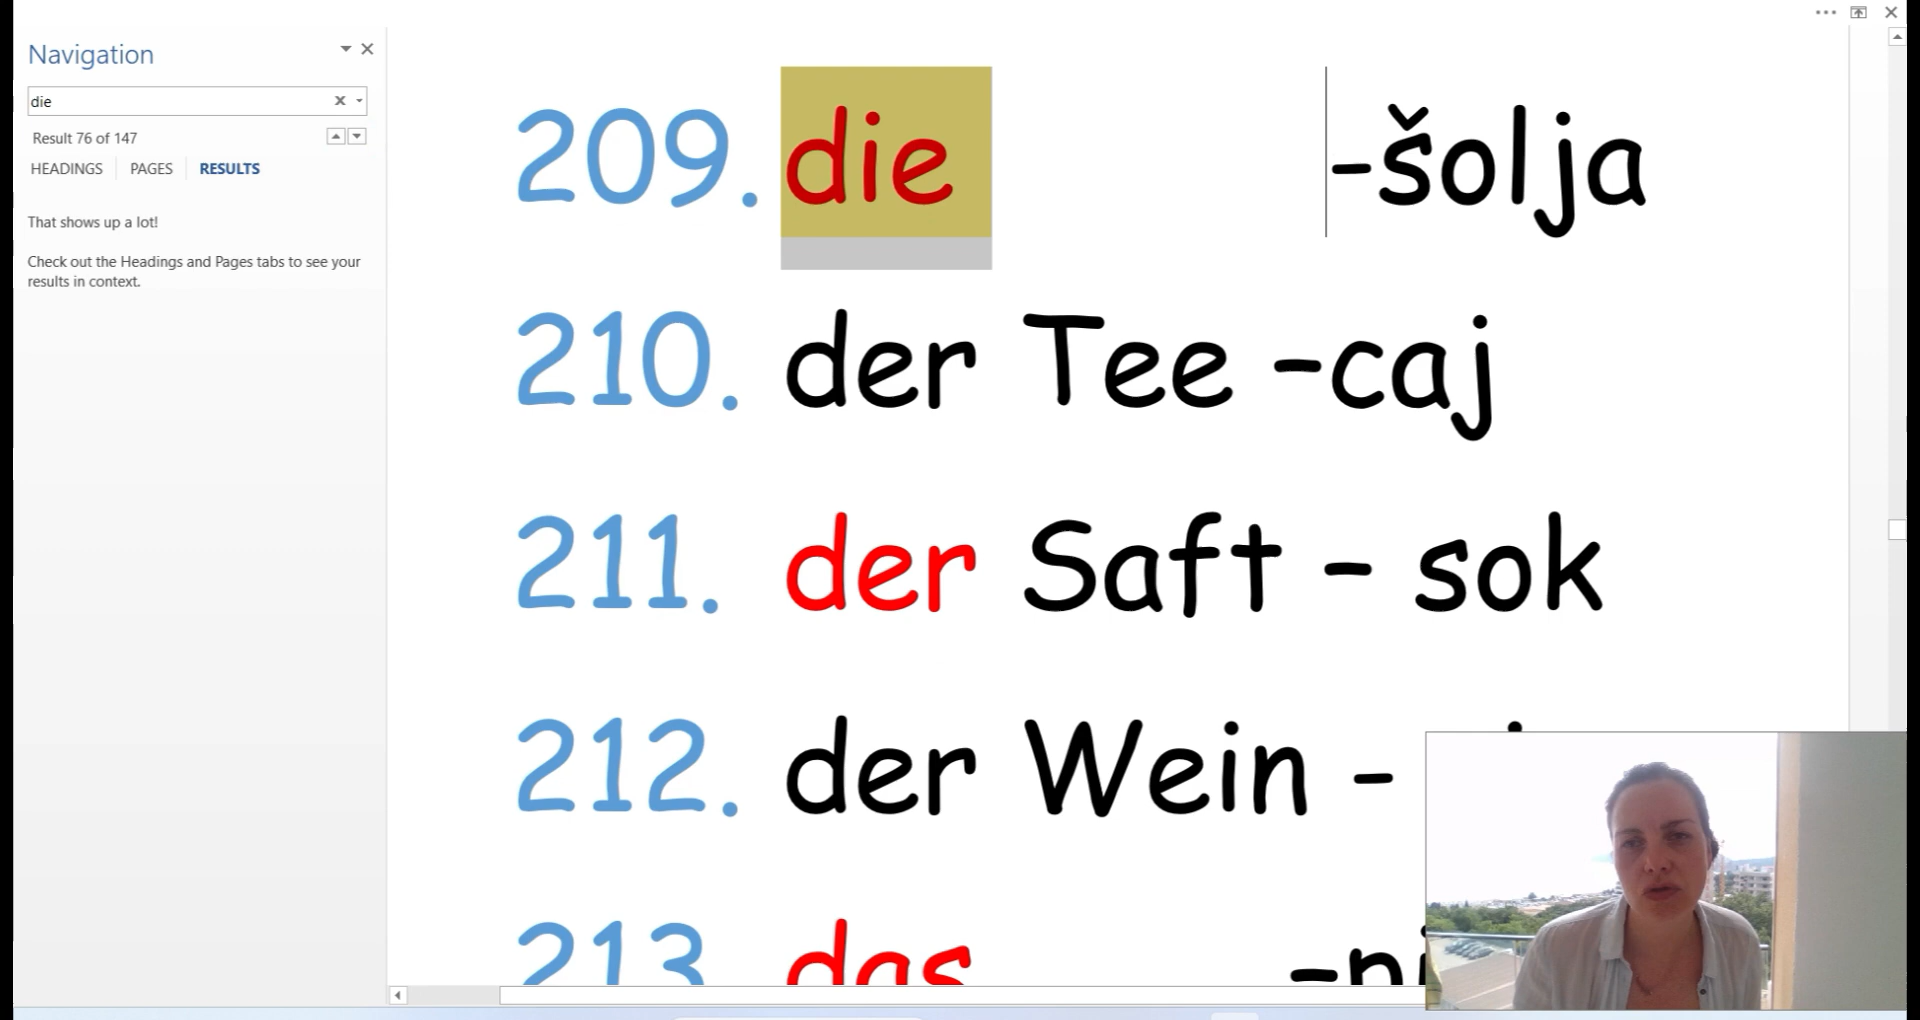 Navigation
die
Result 76 of 147
HEADINGS PAGES RESULTS
That shows up a lot!
Check out the Headings and Pages tabs to see your
results in context.
209. die -šolja
210. der Tee -caj
211. der Saft - sok
212. der Wein -
213. das